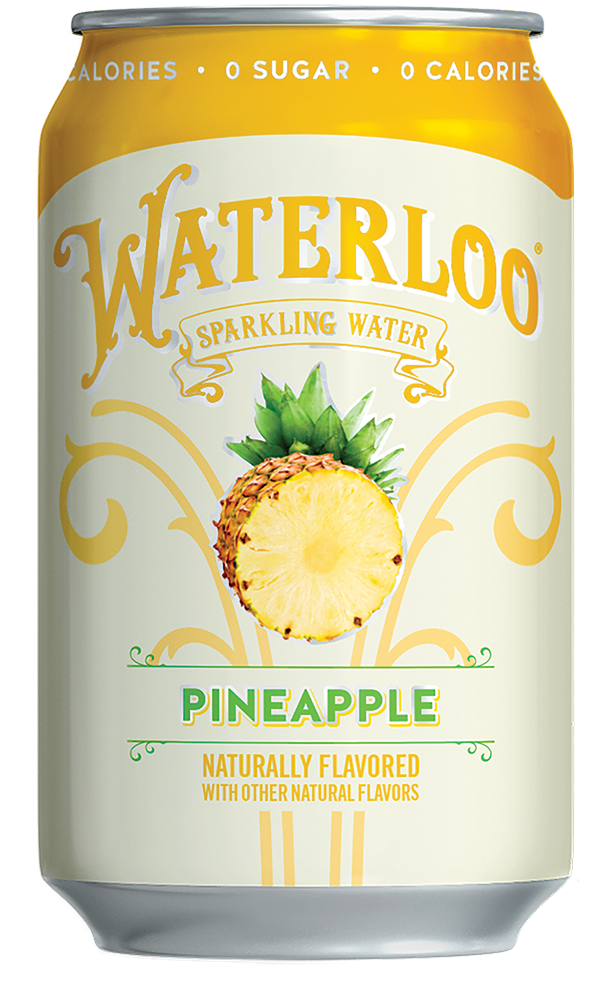 CALORIES • 0 SUGAR • 0 CALORIES
WATERLOO®
SPARKLING WATER
PINEAPPLE
NATURALLY FLAVORED
WITH OTHER NATURAL FLAVORS